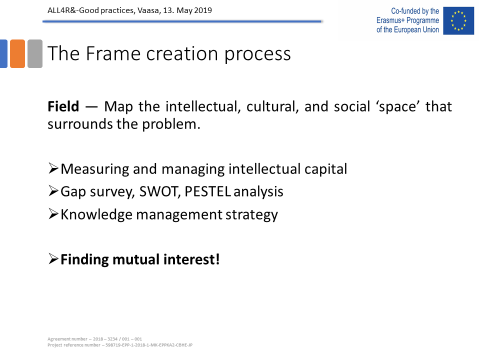 ALL4R&-Good practices, Vaasa, 13. May 2019
Co-funded by the
Erasmus+ Programme
of the European Union
The Frame creation process
Field — Map the intellectual, cultural, and social ‘space’ that
surrounds the problem.
➢Measuring and managing intellectual capital
➢Gap survey, SWOT, PESTEL analysis
➢Knowledge management strategy
➢Finding mutual interest!